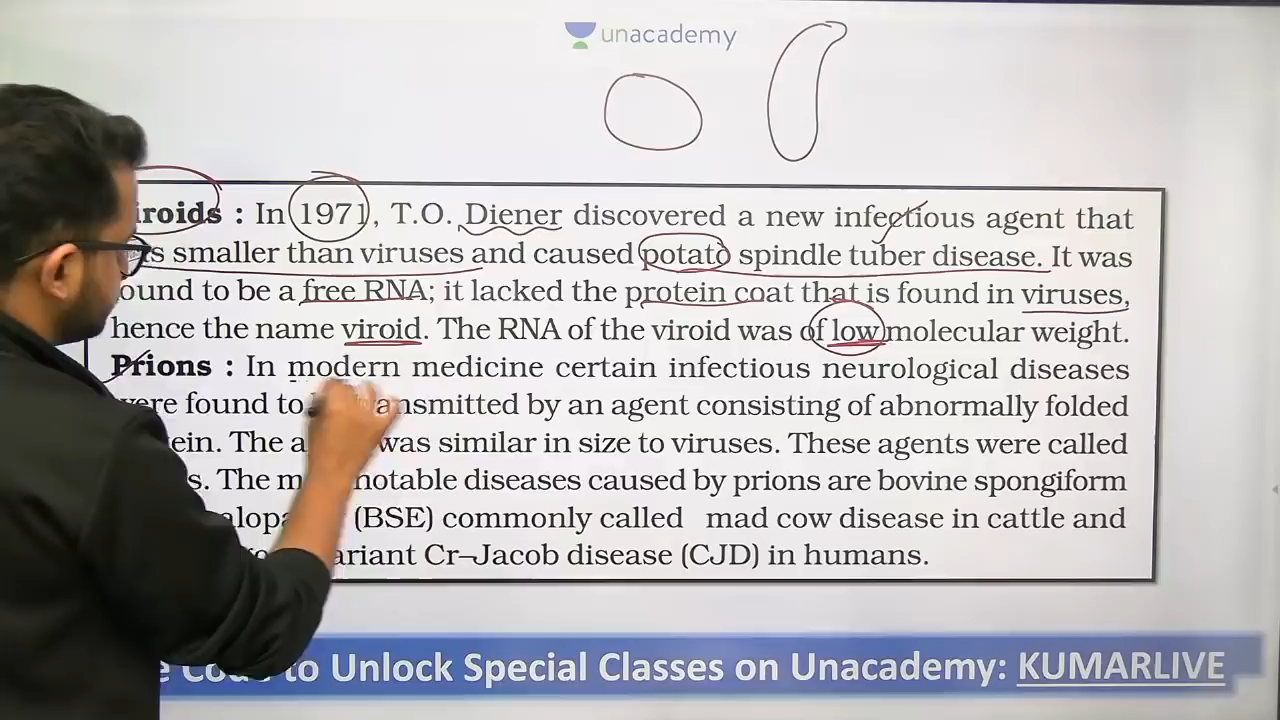 unacademy
iroids : In 1971, T.O. Diener discovered a new infectious agent that
s smaller than viruses and caused potato spindle tuber disease. It was
ound to be a free RNA; it lacked the protein coat that is found in viruses,
hence the name viroid. The RNA of the viroid was of low molecular weight.
Prions : In modern medicine certain infectious neurological diseases
ere found to ansmitted by an agent consisting of abnormally folded
ein. The a was similar in size to viruses. These agents were called
s. The m notable diseases caused by prions are bovine spongiform
alopa (BSE) commonly called mad cow disease in cattle and
ariant Cr–Jacob disease (CJD) in humans.
e Co to Unlock Special Classes on Unacademy: KUMARLIVE